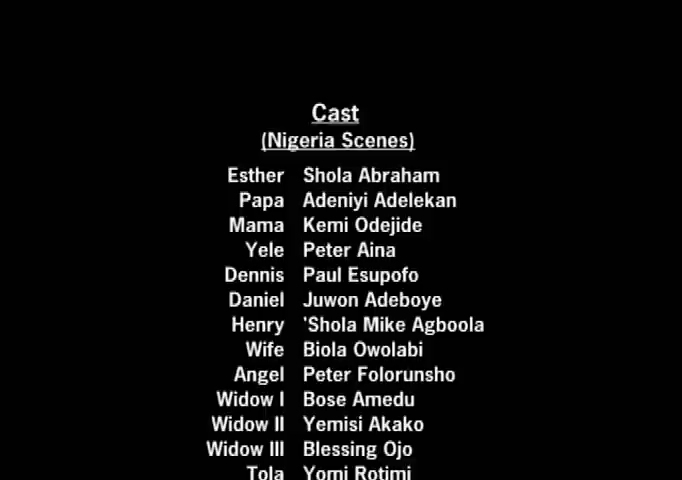 Cast
(Nigeria Scenes)
Esther Shola Abraham
Papa Adeniyi Adelekan
Mama Kemi Odejide
Yele Peter Aina
Dennis Paul Esupofo
Daniel Juwon Adeboye
Henry 'Shola Mike Agboola
Wife Biola Owolabi
Angel Peter Folorunsho
Widow I Bose Amedu
Widow II Yemisi Akako
Widow III Blessing Ojo
Tola Yomi Rotimi